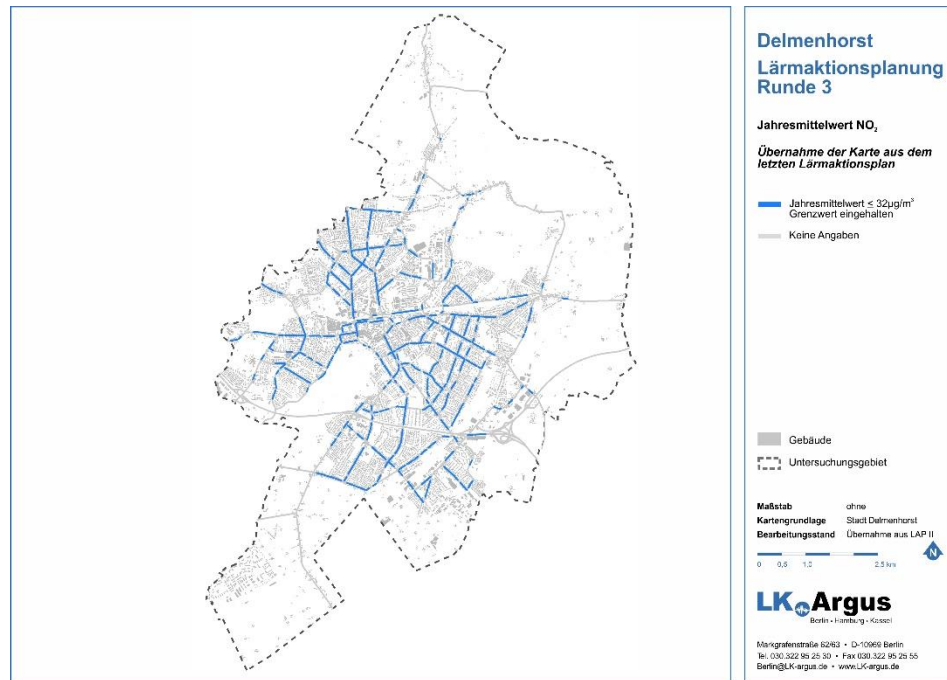 Delmenhorst
Lärmaktionsplanung
Runde 3
Jahresmittelwert NO₂
Übernahme der Karte aus dem
letzten Lärmaktionsplan
Jahresmittelwert ≤ 32µg/m³
Grenzwert eingehalten
Keine Angaben
Gebäude
Untersuchungsgebiet
Maßstab ohne
Kartengrundlage Stadt Delmenhorst
Bearbeitungsstand Übernahme aus LAP II
0 0,6 1,0 2,5 km
N
LK Argus
Berlin • Hamburg • Kassel
Markgrafenstraße 62/63 • D-10969 Berlin
Tel. 030.322 95 25 30 • Fax 030.322 95 25 55
Berlin@LK-argus.de • www.LK-argus.de